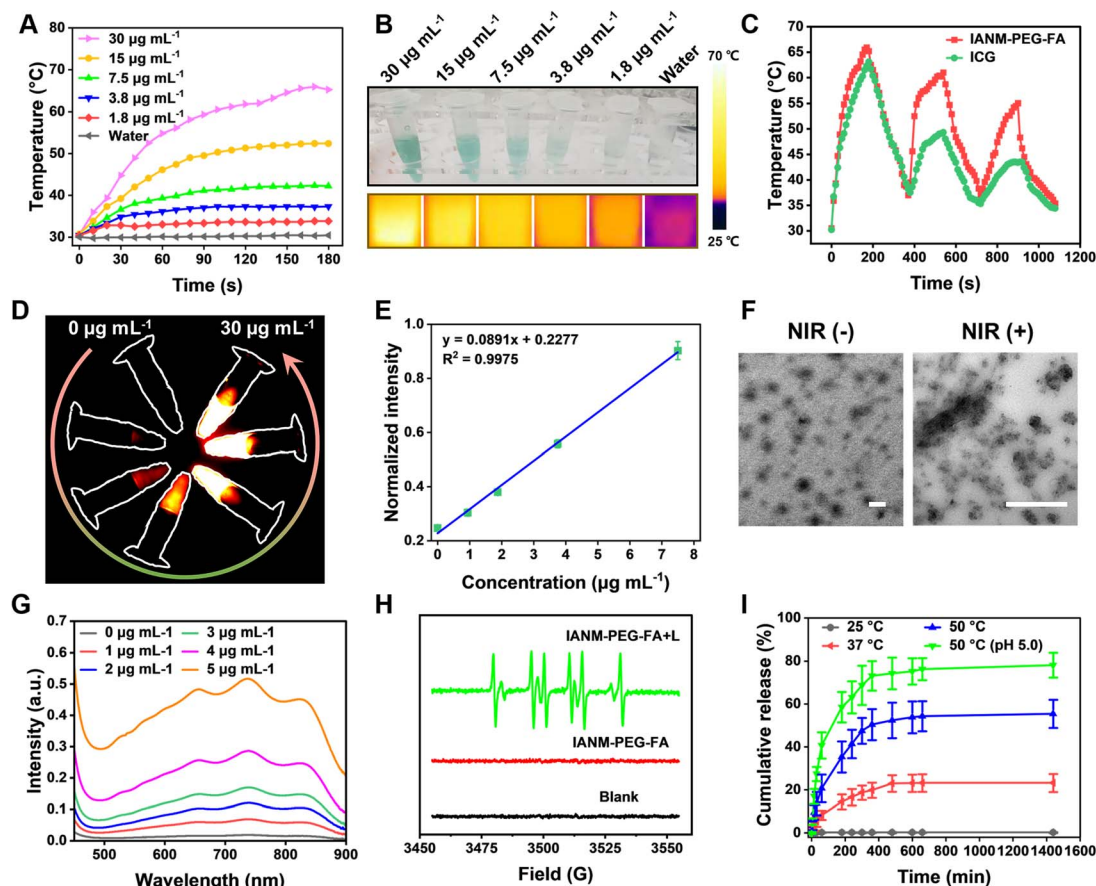 A
Temperature (°C)
70
60
50
40
30
30 µg mL-1
15 µg mL-1
7.5 µg mL-1
3.8 µg mL-1
1.8 µg mL-1
Water
0 30 60 90 120 150 180
Time (s)
B
30 µg mL-1
15 µg mL-1
7.5 µg mL-1
3.8 µg mL-1
1.8 µg mL-1
Water
70 ℃
25 ℃
C
Temperature (°C)
65
60
55
50
45
40
35
30
IANM-PEG-FA
ICG
0 200 400 600 800 1000 1200
Time (s)
D
0 µg mL-1 30 µg mL-1
E
Normalized intensity
1.0
0.8
0.6
0.4
0.2
y = 0.0891x + 0.2277
R2 = 0.9975
0 1 2 3 4 5 6 7 8
Concentration (µg mL-1)
F
NIR (-) NIR (+)
G
Intensity (a.u.)
0.7
0.6
0.5
0.4
0.3
0.2
0.1
0.0
0 µg mL-1 3 µg mL-1
1 µg mL-1 4 µg mL-1
2 µg mL-1 5 µg mL-1
500 600 700 800 900
Wavelength (nm)
H
IANM-PEG-FA+L
IANM-PEG-FA
Blank
3455 3480 3505 3530 3555
Field (G)
I
Cumulative release (%)
100
80
60
40
20
0
25 °C 50 °C
37 °C 50 °C (pH 5.0)
0 200 400 600 800 1000 1200 1400 1600
Time (min)